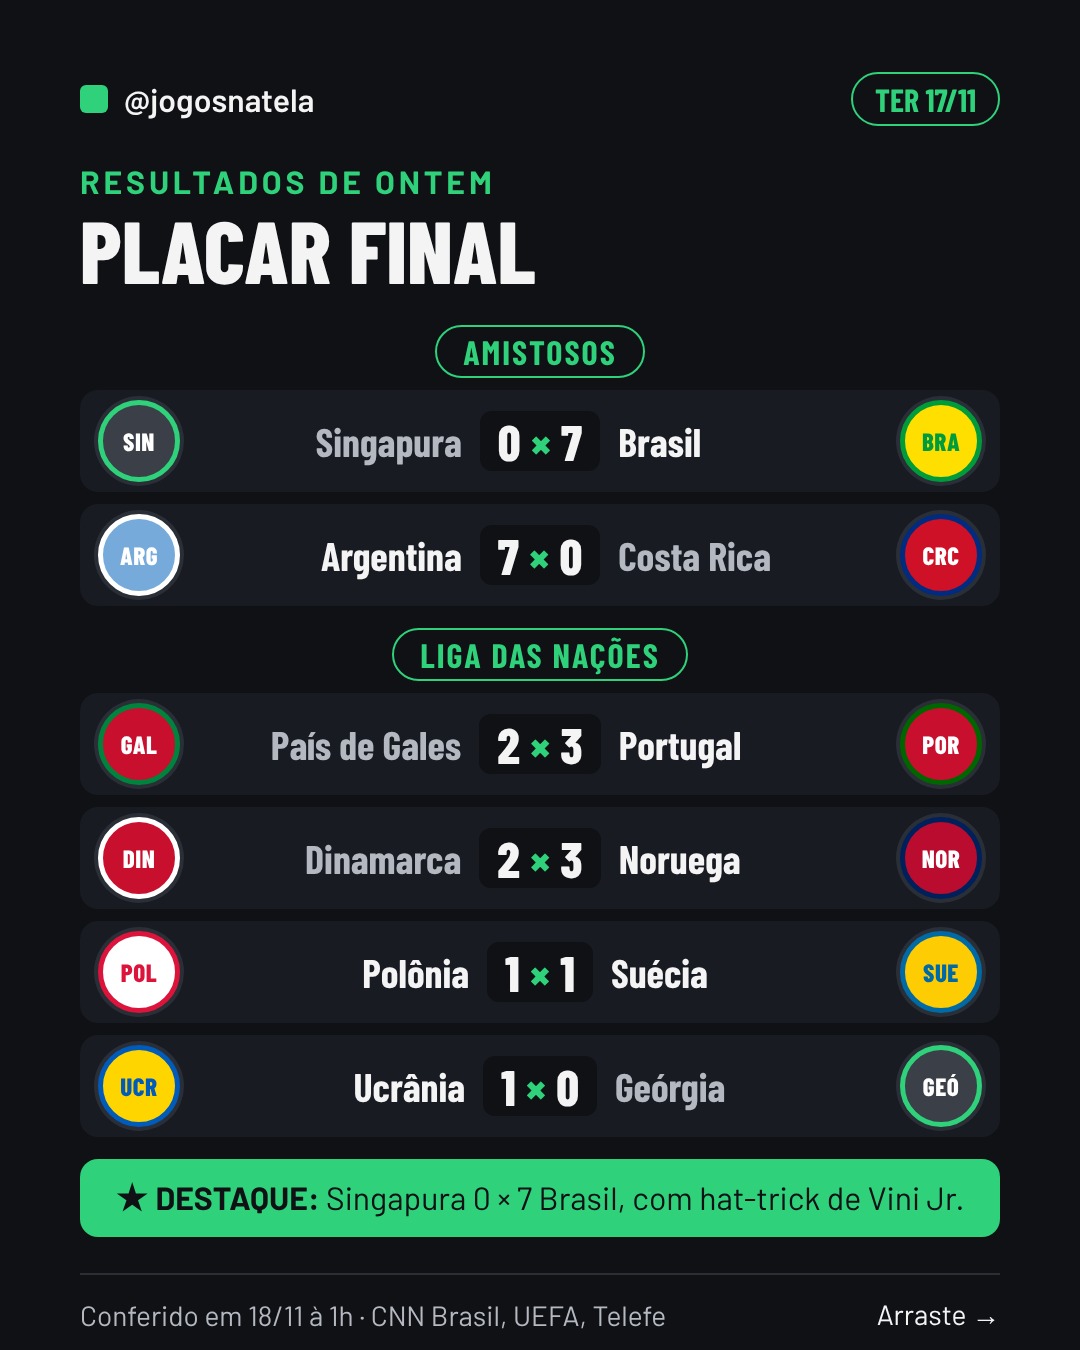 @jogosnatela
TER 17/11
RESULTADOS DE ONTEM
PLACAR FINAL
AMISTOSOS
SIN Singapura 0 × 7 Brasil BRA
ARG Argentina 7 × 0 Costa Rica CRC
LIGA DAS NAÇÕES
GAL País de Gales 2 × 3 Portugal POR
DIN Dinamarca 2 × 3 Noruega NOR
POL Polônia 1 × 1 Suécia SUE
UCR Ucrânia 1 × 0 Geórgia GEÓ
★ DESTAQUE: Singapura 0 × 7 Brasil, com hat-trick de Vini Jr.
Conferido em 18/11 à 1h · CNN Brasil, UEFA, Telefe
Arraste →